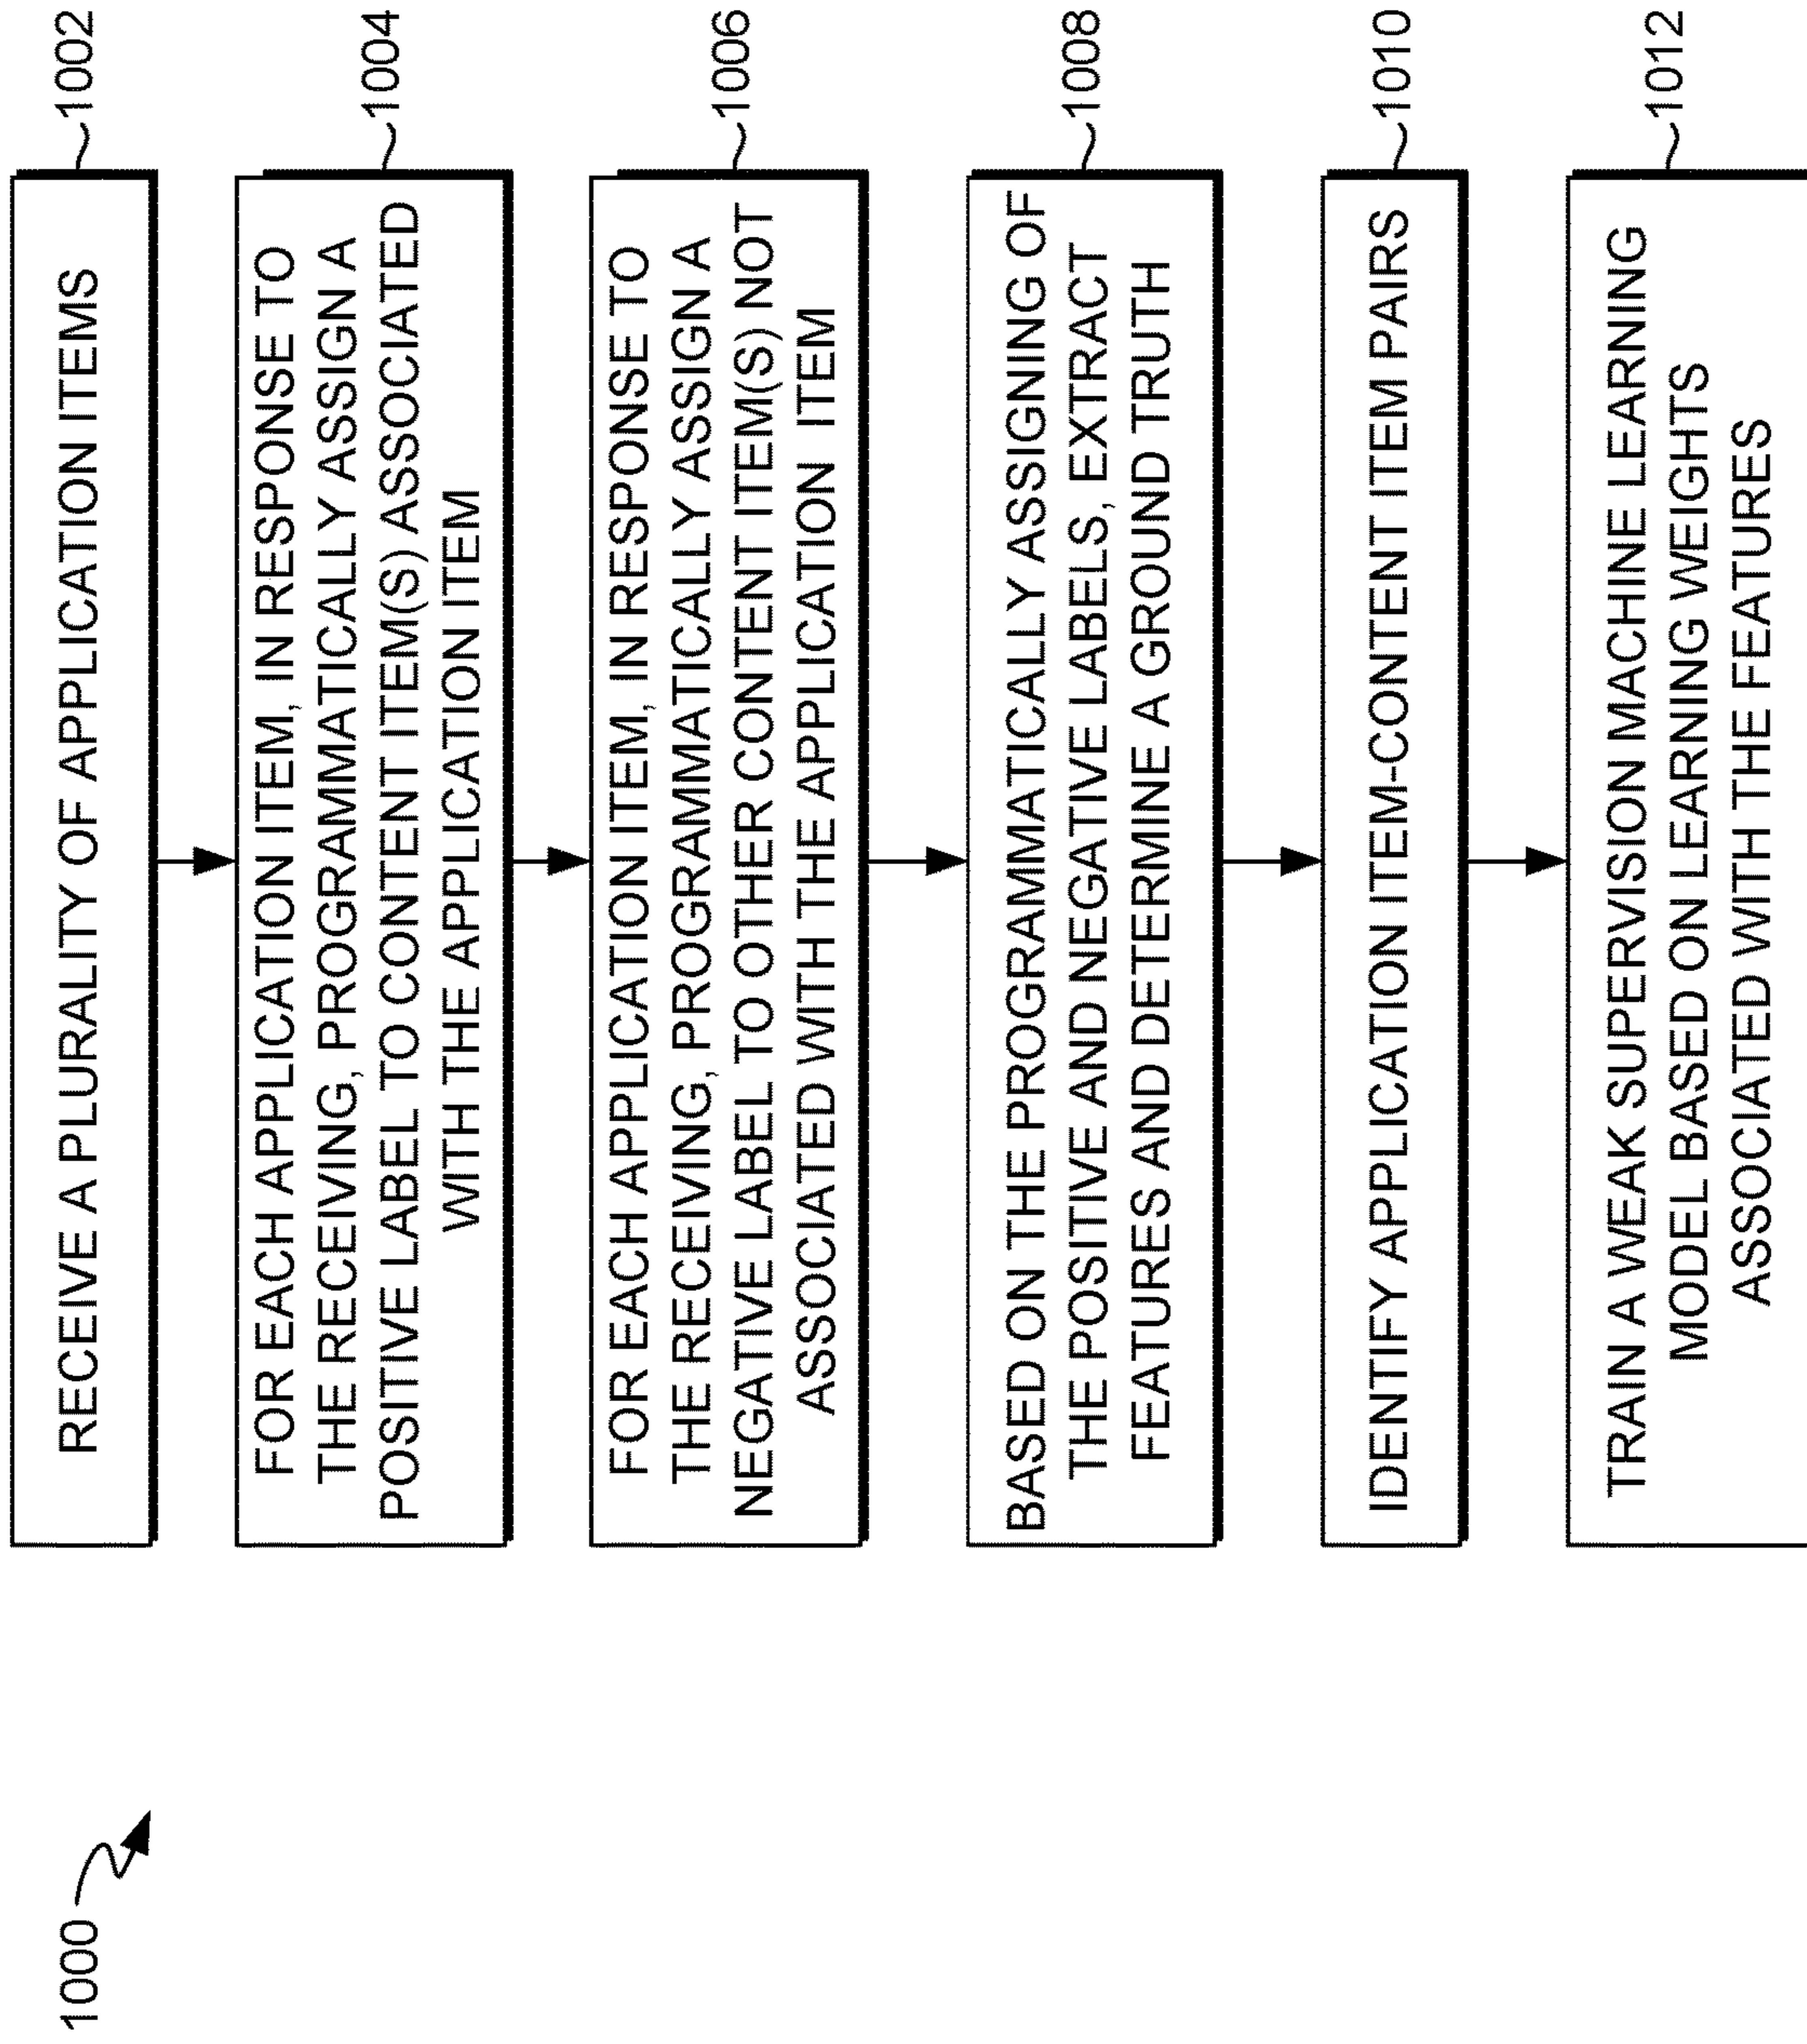 1000
RECEIVE A PLURALITY OF APPLICATION ITEMS
1002
FOR EACH APPLICATION ITEM, IN RESPONSE TO
THE RECEIVING, PROGRAMMATICALLY ASSIGN A
POSITIVE LABEL TO CONTENT ITEM(S) ASSOCIATED
WITH THE APPLICATION ITEM
1004
FOR EACH APPLICATION ITEM, IN RESPONSE TO
THE RECEIVING, PROGRAMMATICALLY ASSIGN A
NEGATIVE LABEL TO OTHER CONTENT ITEM(S) NOT
ASSOCIATED WITH THE APPLICATION ITEM
1006
BASED ON THE PROGRAMMATICALLY ASSIGNING OF
THE POSITIVE AND NEGATIVE LABELS, EXTRACT
FEATURES AND DETERMINE A GROUND TRUTH
1008
IDENTIFY APPLICATION ITEM-CONTENT ITEM PAIRS
1010
TRAIN A WEAK SUPERVISION MACHINE LEARNING
MODEL BASED ON LEARNING WEIGHTS
ASSOCIATED WITH THE FEATURES
1012